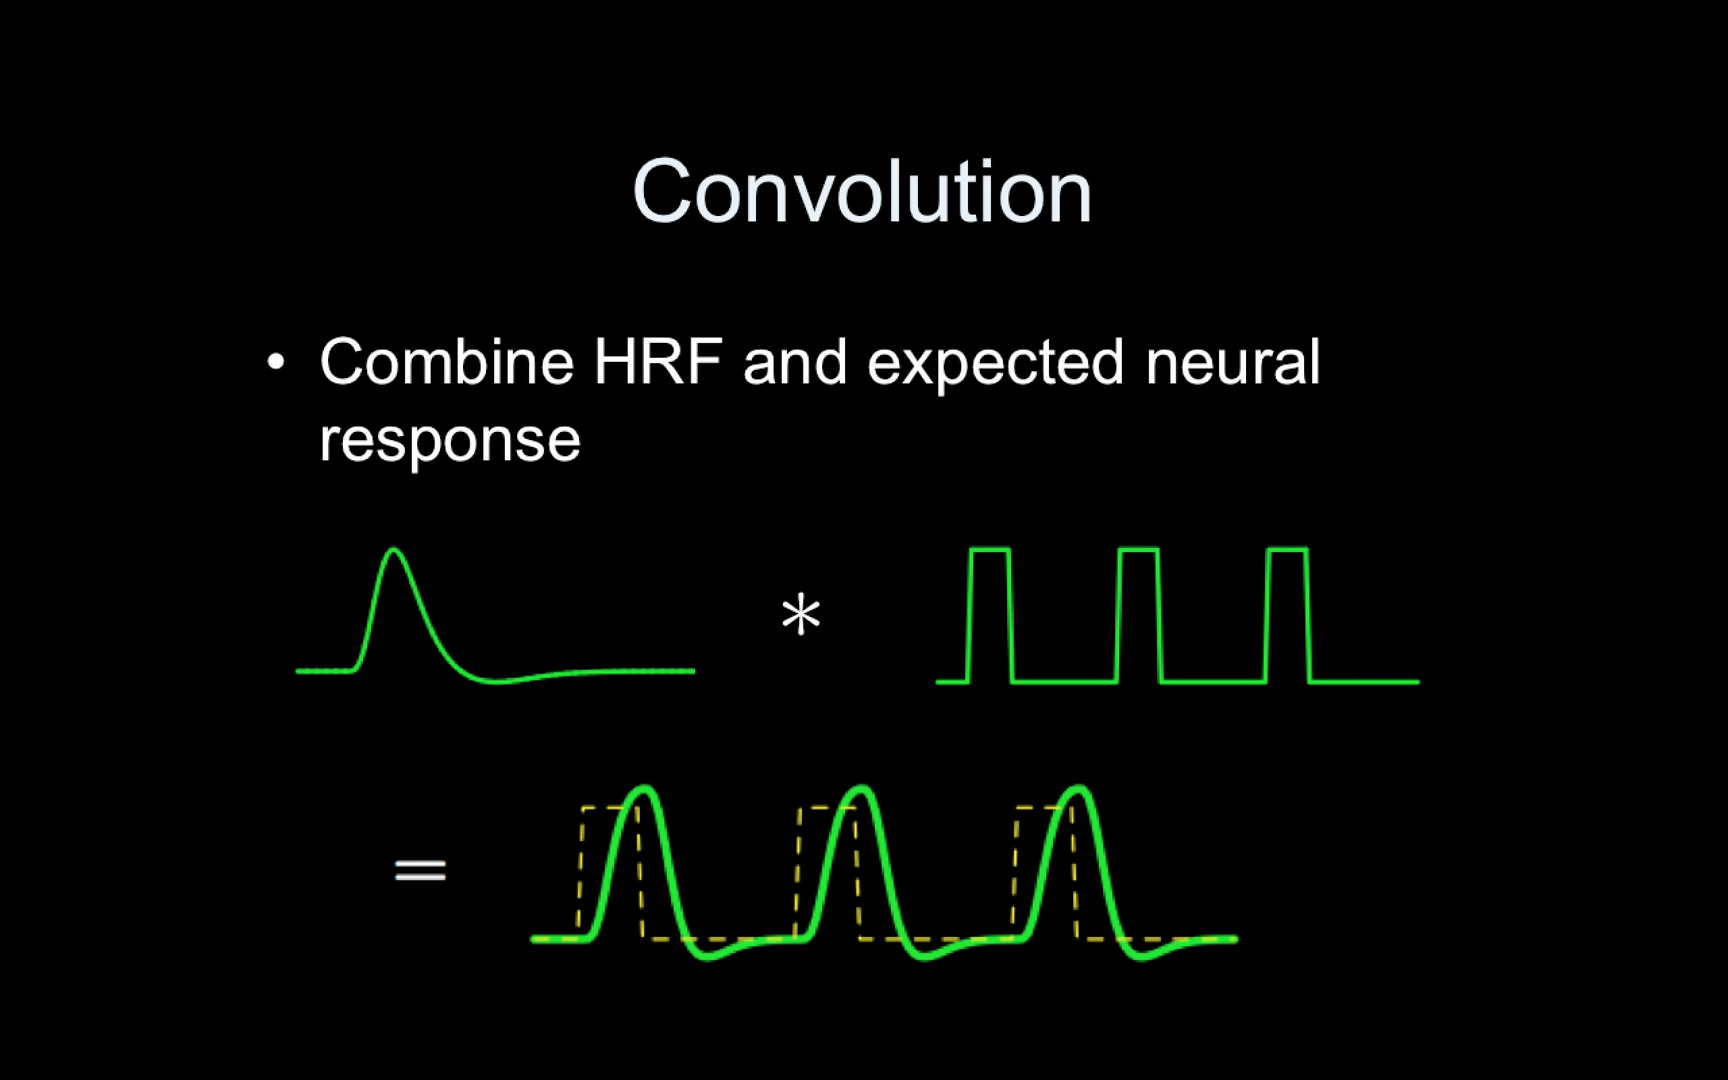 Convolution
• Combine HRF and expected neural
response
*
=